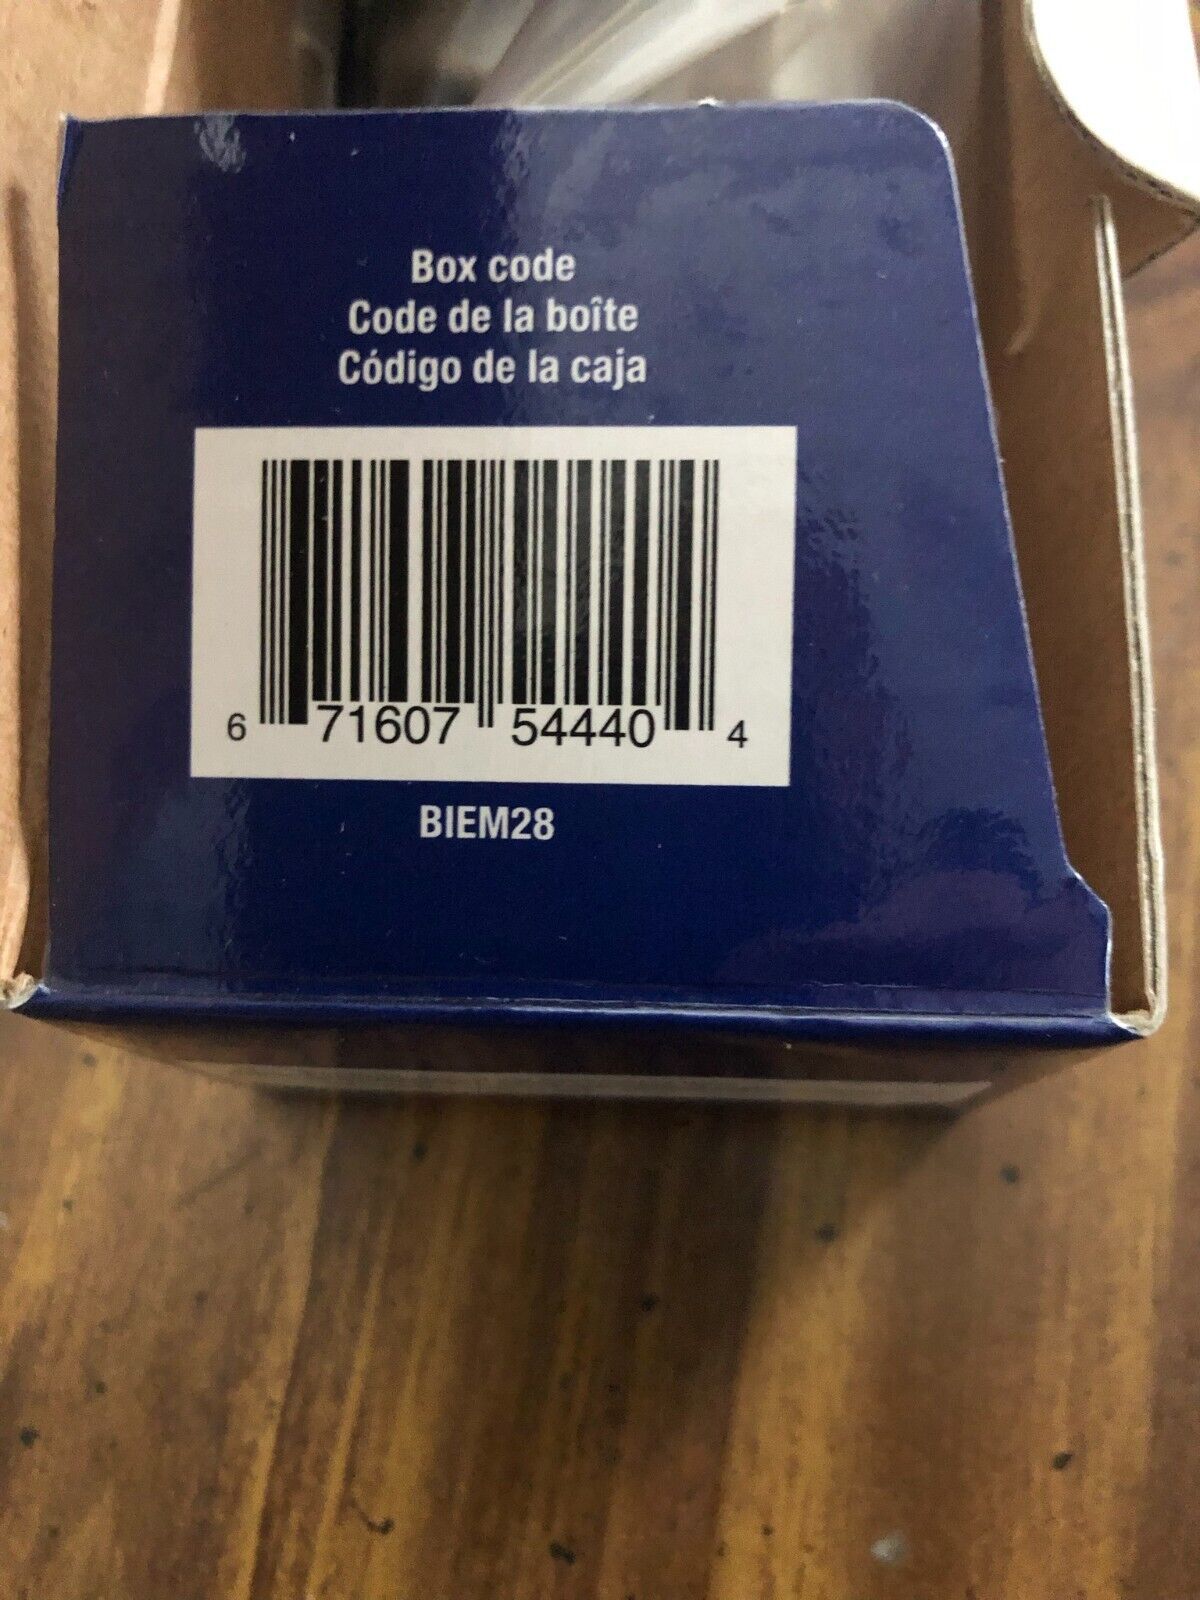 Box code
Code de la boîte
Código de la caja
6 71607 54440 4
BIEM28